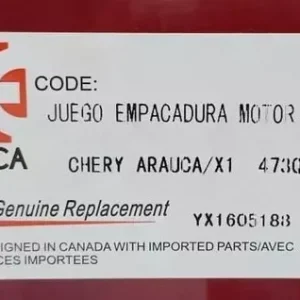 CODE:
JUEGO EMPACADURA MOTOR
CA
CHERY ARAUCA/X1 473Q
Genuine Replacement
YX1605188
SIGNED IN CANADA WITH IMPORTED PARTS/AVEC
CES IMPORTEES